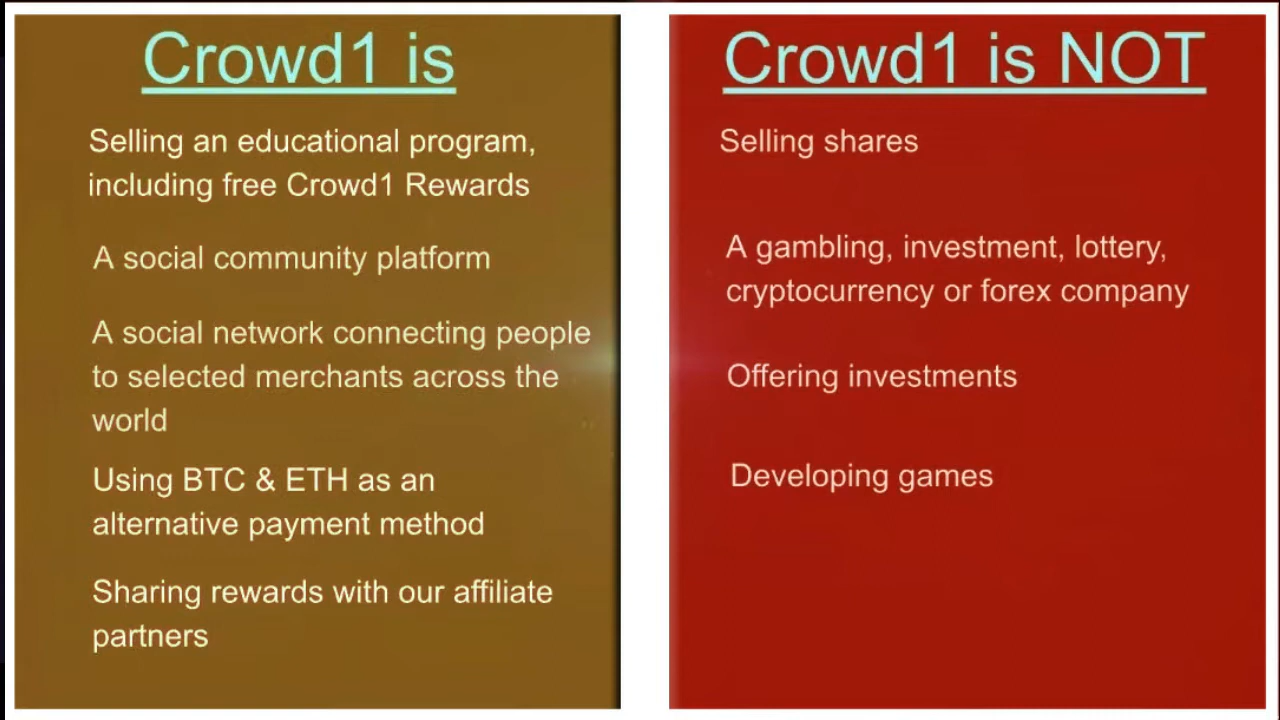 Crowd1 is
Selling an educational program,
including free Crowd1 Rewards
A social community platform
A social network connecting people
to selected merchants across the
world
Using BTC & ETH as an
alternative payment method
Sharing rewards with our affiliate
partners
Crowd1 is NOT
Selling shares
A gambling, investment, lottery,
cryptocurrency or forex company
Offering investments
Developing games